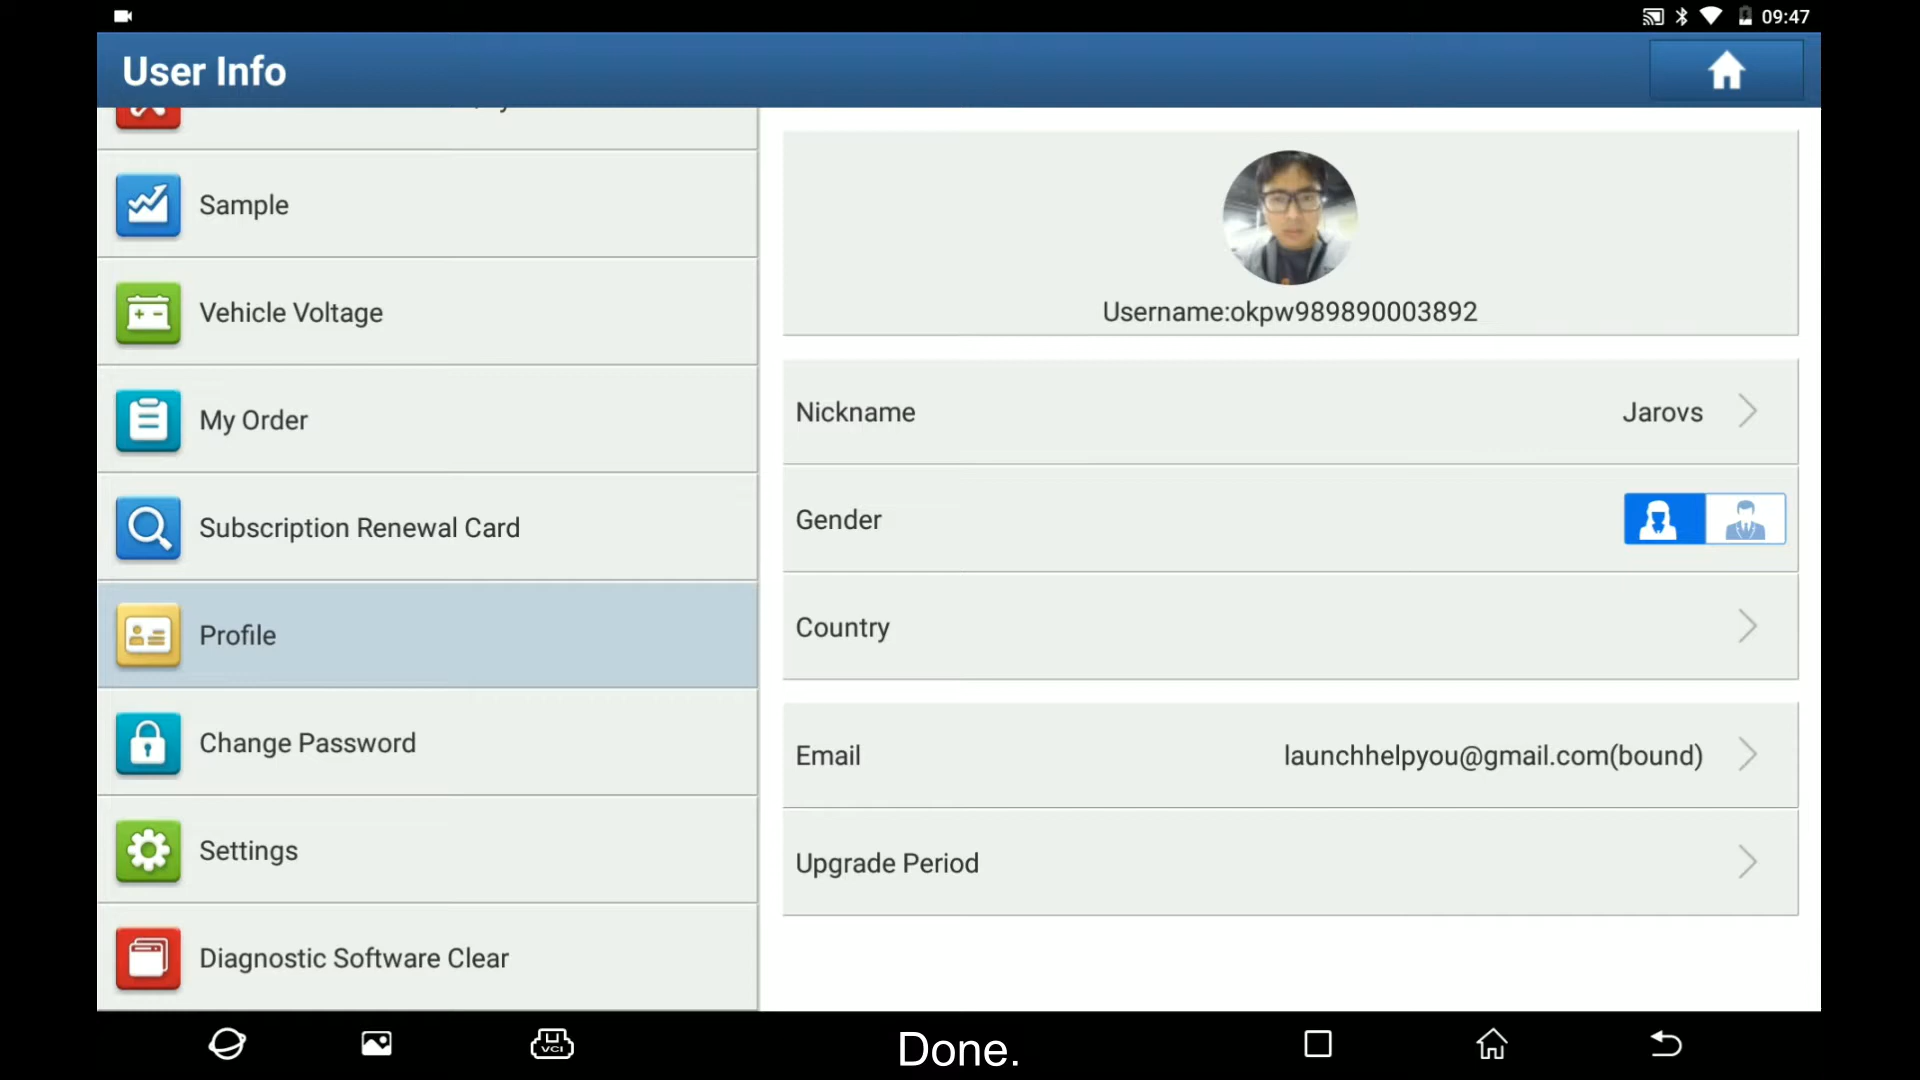 09:47
User Info
Sample
Vehicle Voltage
My Order
Subscription Renewal Card
Profile
Change Password
Settings
Diagnostic Software Clear
Username:okpw989890003892
Nickname Jarovs
Gender
Country
Email launchhelpyou@gmail.com(bound)
Upgrade Period
VCI
Done.